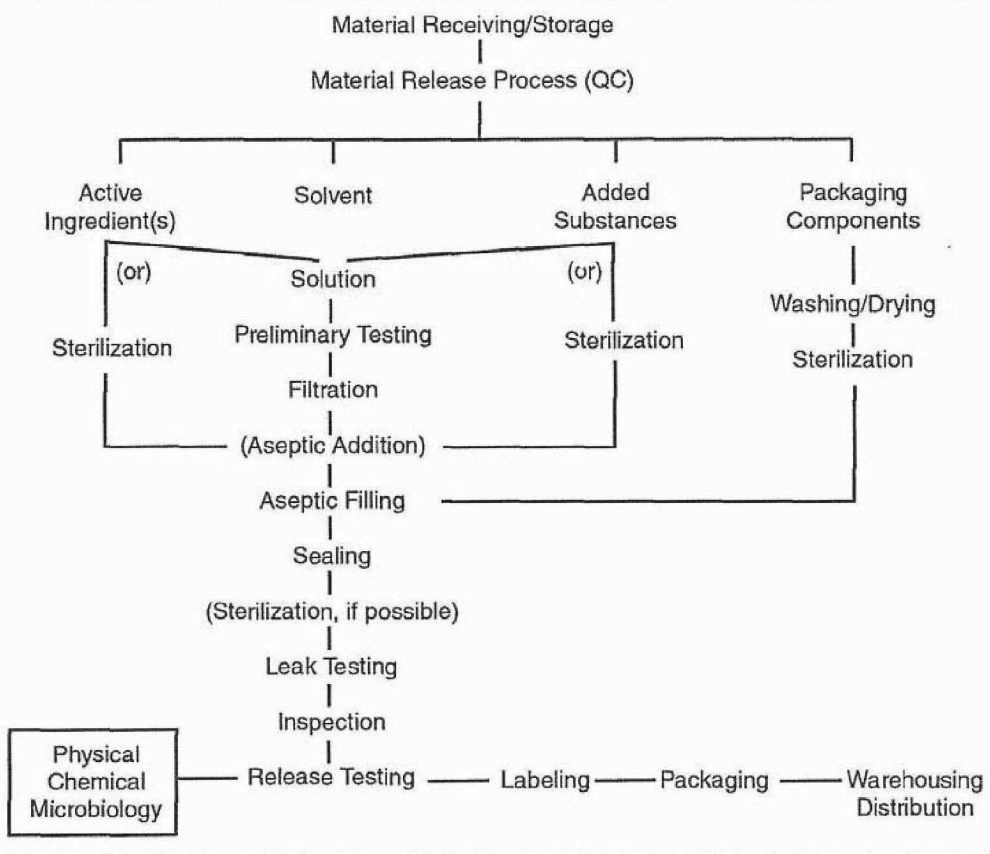 Material Receiving/Storage
Material Release Process (QC)
Active
Ingredient(s)
Solvent
Added
Substances
Packaging
Components
(or)
Solution
(or)
Washing/Drying
Preliminary Testing
Sterilization
Sterilization
Sterilization
Filtration
(Aseptic Addition)
Aseptic Filling
Sealing
(Sterilization, if possible)
Leak Testing
Inspection
Physical
Chemical
Microbiology
Release Testing
Labeling
Packaging
Warehousing
Distribution